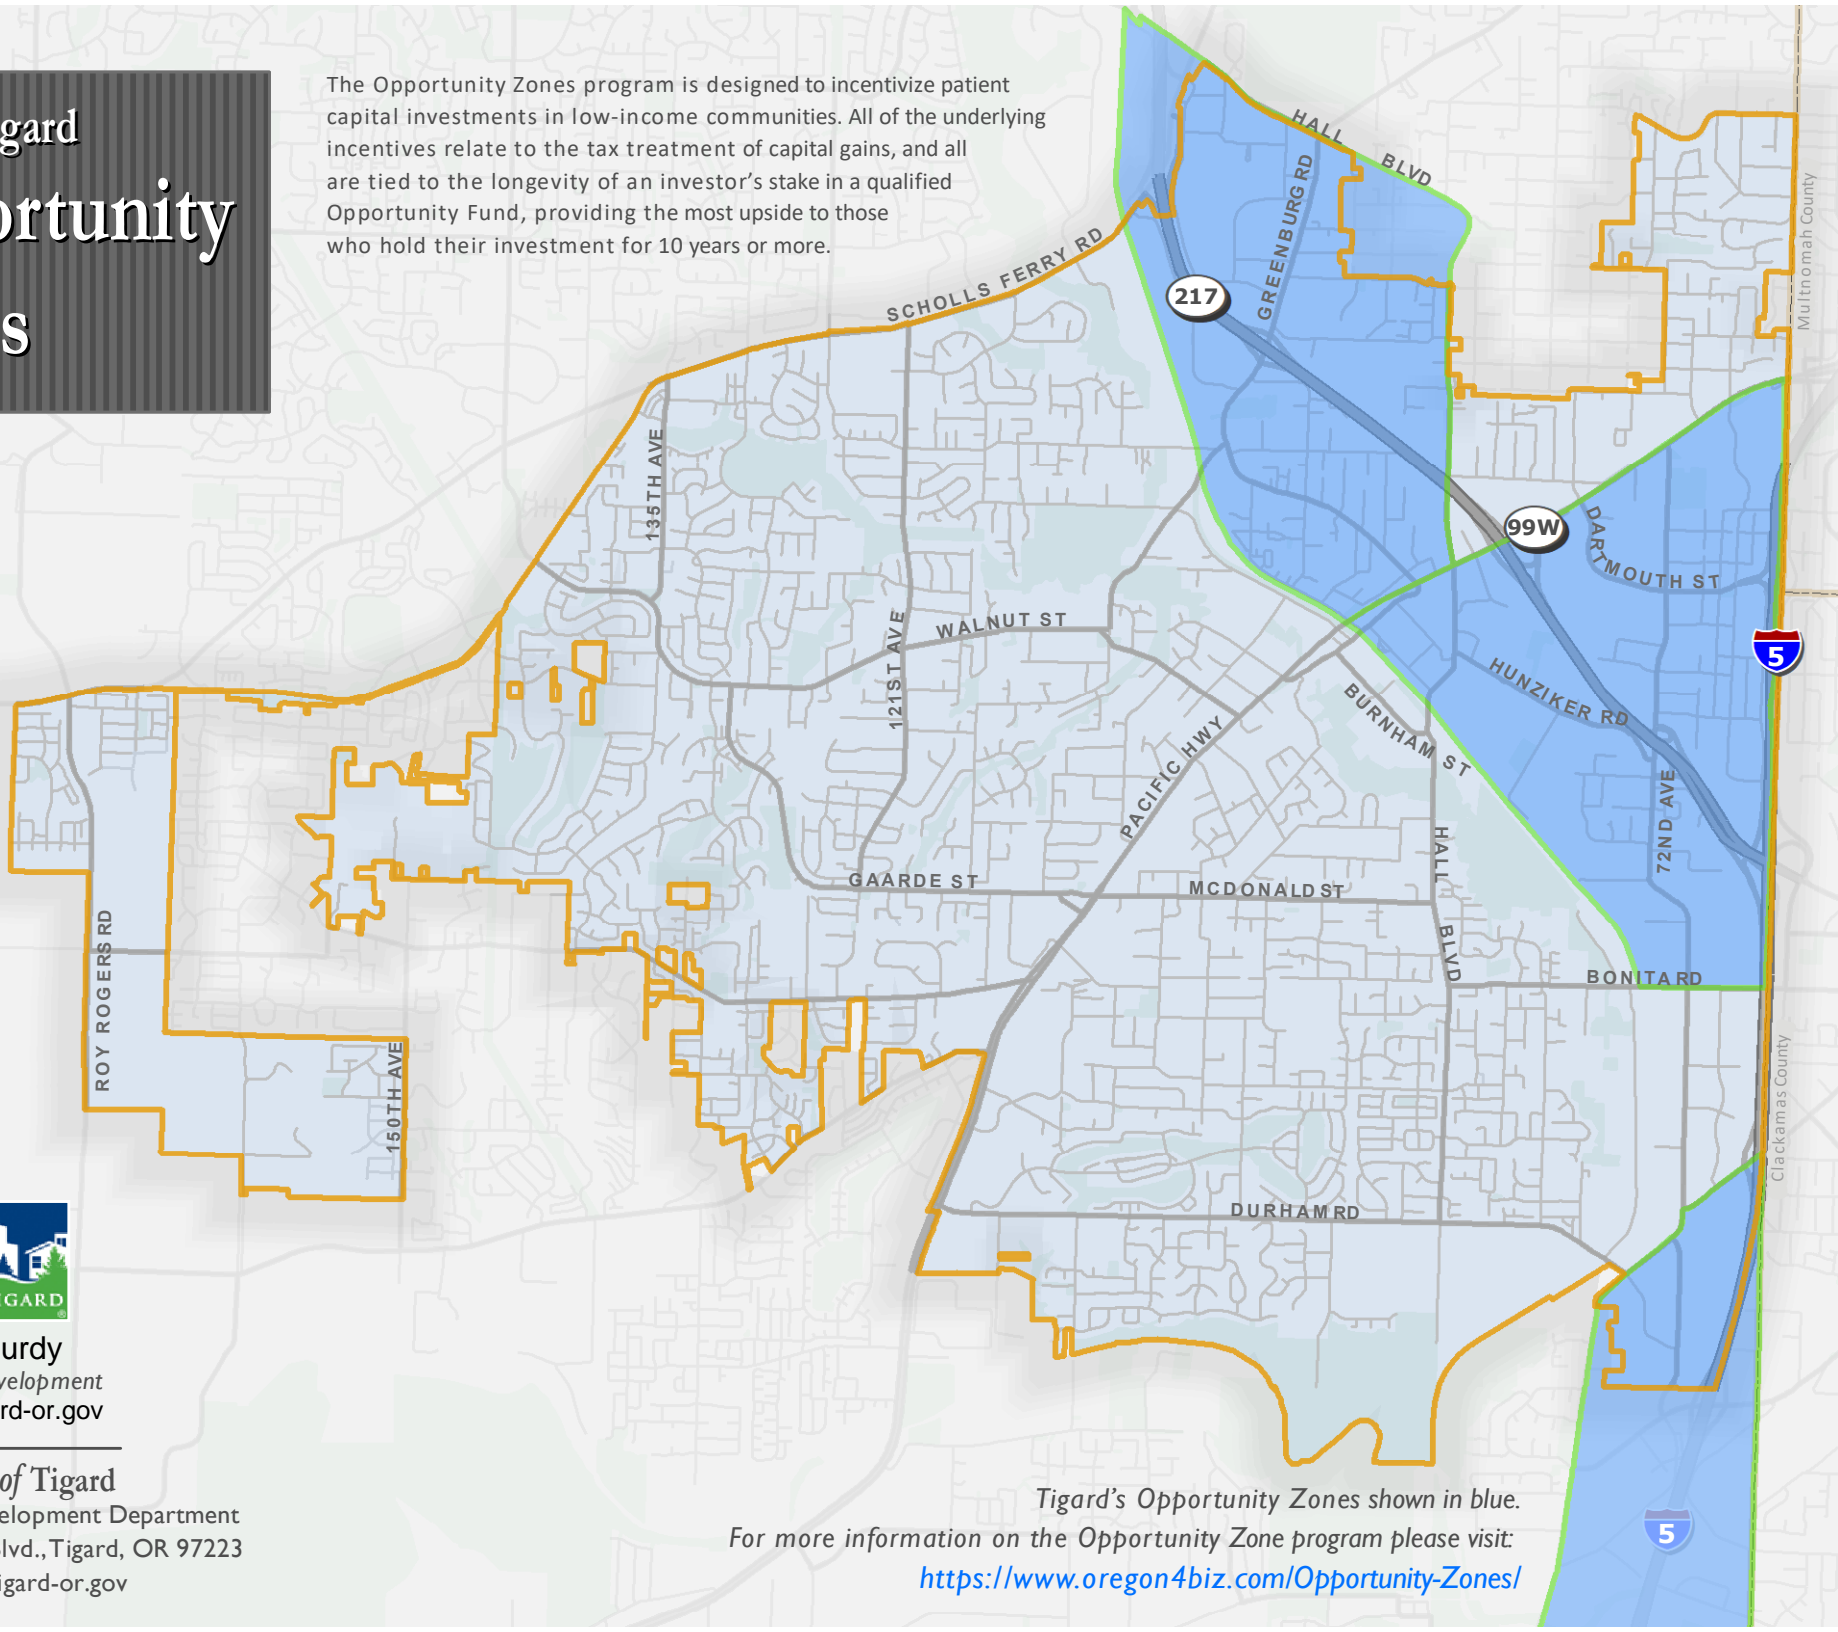 gard
ortunity
s
The Opportunity Zones program is designed to incentivize patient
capital investments in low-income communities. All of the underlying
incentives relate to the tax treatment of capital gains, and all
are tied to the longevity of an investor's stake in a qualified
Opportunity Fund, providing the most upside to those
who hold their investment for 10 years or more.
HALL BLVD
GREENBURG RD
Multnomah County
SCHOLLS FERRY RD
217
135TH AVE
99W
DARTMOUTH ST
WALNUT ST
121ST AVE
5
HUNZIKER RD
BURNHAM ST
PACIFIC HWY
72ND AVE
HALL BLVD
GAARDE ST
MCDONALD ST
BONITA RD
ROY ROGERS RD
150TH AVE
Clackamas County
DURHAM RD
IGARD
®
urdy
velopment
rd-or.gov
of Tigard
elopment Department
lvd., Tigard, OR 97223
igard-or.gov
Tigard's Opportunity Zones shown in blue.
For more information on the Opportunity Zone program please visit:
https://www.oregon4biz.com/Opportunity-Zones/
5